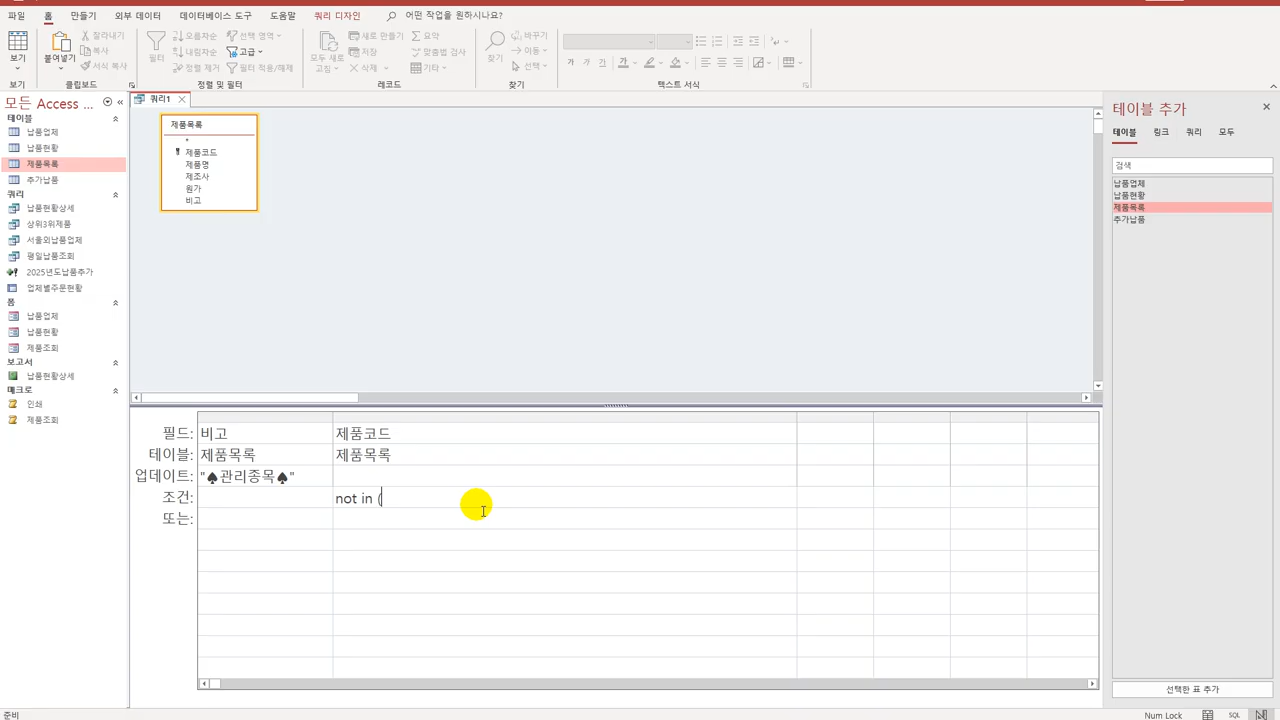 파일 홈 만들기 외부 데이터 데이터베이스 도구 도움말 쿼리 디자인 어떤 작업을 원하시나요?
보기 붙여넣기 잘라내기 복사 서식 복사 필터 오름차순 내림차순 정렬 제거 선택 영역 고급 필터 적용/해제 모두 새로 고침 새로 만들기 저장 삭제 요약 맞춤법 검사 기타 찾기 바꾸기 이동 선택
보기 클립보드 정렬 및 필터 레코드 찾기 텍스트 서식
모든 Access ...
테이블
납품업체
납품현황
제품목록
추가납품
쿼리
납품현황상세
상위3위제품
서울외납품업체
평일납품조회
2025년도납품추가
업체별주문현황
폼
납품업체
납품현황
제품조회
보고서
납품현황상세
매크로
인쇄
제품조회
쿼리1
제품목록
*
제품코드
제품명
제조사
원가
비고
필드: 비고 제품코드
테이블: 제품목록 제품목록
업데이트: "♠관리종목♠"
조건: not in (
또는:
테이블 추가
테이블 링크 쿼리 모두
검색
납품업체
납품현황
제품목록
추가납품
선택한 표 추가
준비 Num Lock SQL